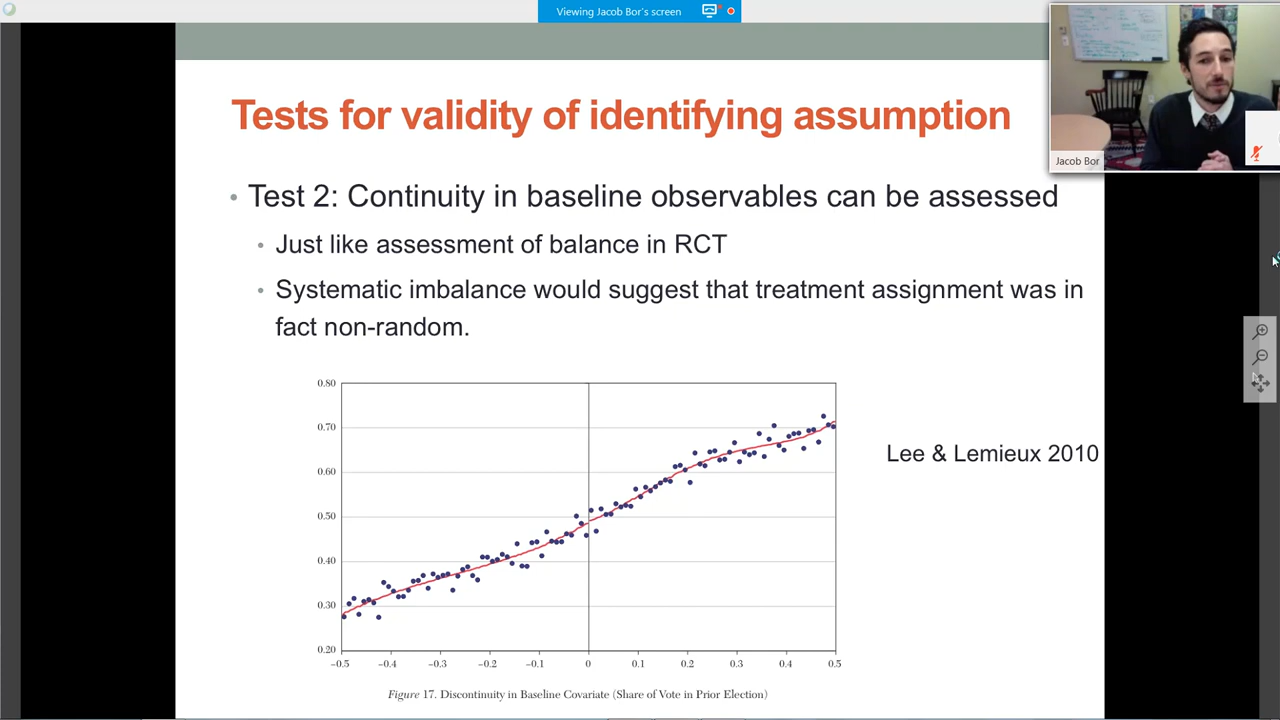 Viewing Jacob Bor's screen
Jacob Bor
Tests for validity of identifying assumption
• Test 2: Continuity in baseline observables can be assessed
• Just like assessment of balance in RCT
• Systematic imbalance would suggest that treatment assignment was in
fact non-random.
0.80
0.70
0.60
0.50
0.40
0.30
0.20
−0.5 −0.4 −0.3 −0.2 −0.1 0 0.1 0.2 0.3 0.4 0.5
Lee & Lemieux 2010
Figure 17. Discontinuity in Baseline Covariate (Share of Vote in Prior Election)